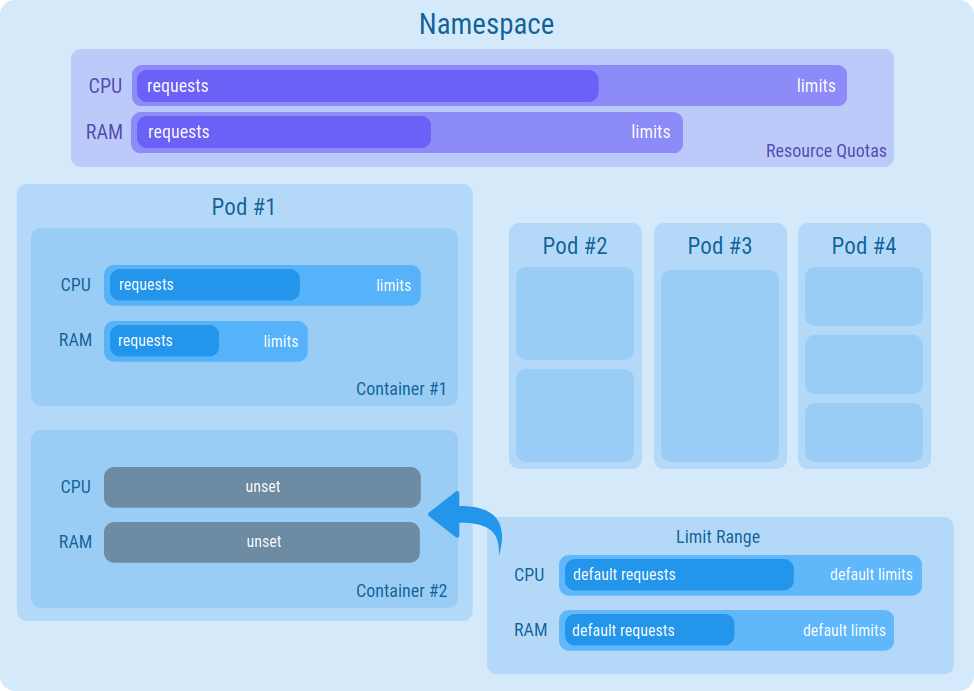 Namespace
CPU requests limits
RAM requests limits
Resource Quotas
Pod #1
CPU requests limits
RAM requests limits
Container #1
CPU unset
RAM unset
Container #2
Pod #2
Pod #3
Pod #4
Limit Range
CPU default requests default limits
RAM default requests default limits